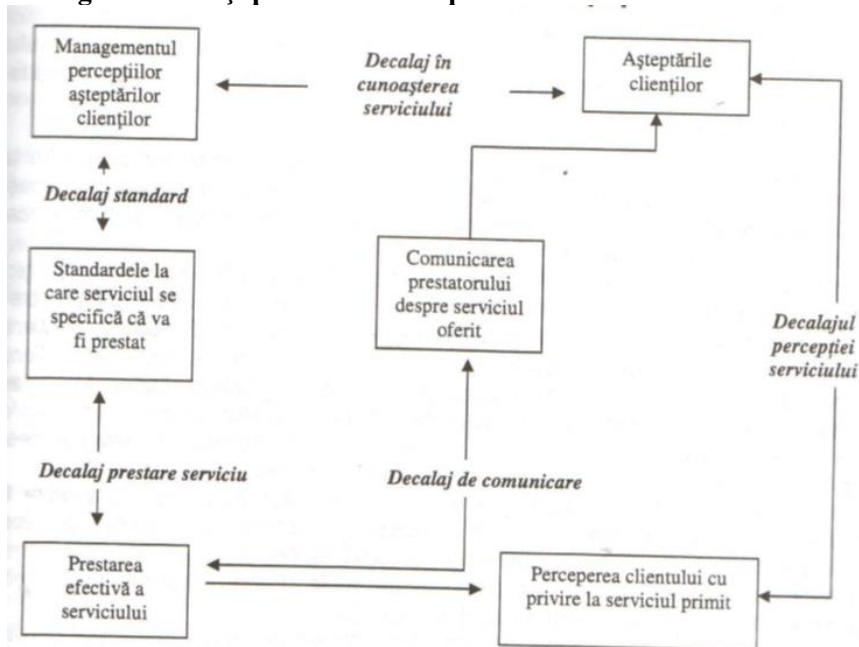 Managementul
percepţiilor
aşteptărilor
clienţilor
Decalaj în
cunoaşterea
serviciului
Aşteptările
clienţilor
Decalaj standard
Standardele la
care serviciul se
specifică că va
fi prestat
Comunicarea
prestatorului
despre serviciul
oferit
Decalajul
percepţiei
serviciului
Decalaj prestare serviciu
Decalaj de comunicare
Prestarea
efectivă a
serviciului
Perceperea clientului cu
privire la serviciul primit